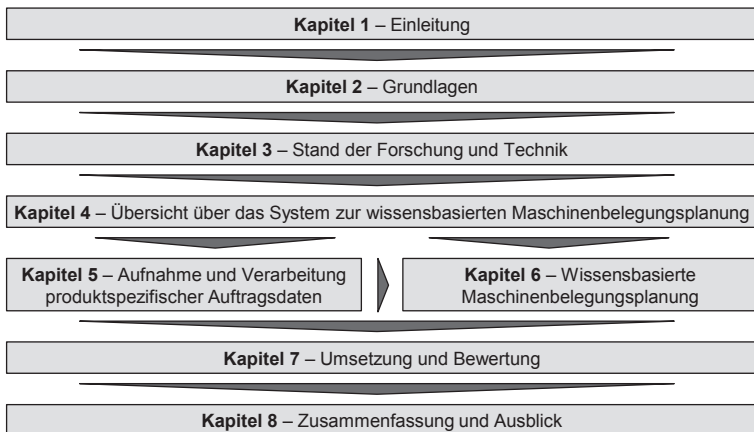 Kapitel 1 – Einleitung
Kapitel 2 – Grundlagen
Kapitel 3 – Stand der Forschung und Technik
Kapitel 4 – Übersicht über das System zur wissensbasierten Maschinenbelegungsplanung
Kapitel 5 – Aufnahme und Verarbeitung
produktspezifischer Auftragsdaten
Kapitel 6 – Wissensbasierte
Maschinenbelegungsplanung
Kapitel 7 – Umsetzung und Bewertung
Kapitel 8 – Zusammenfassung und Ausblick